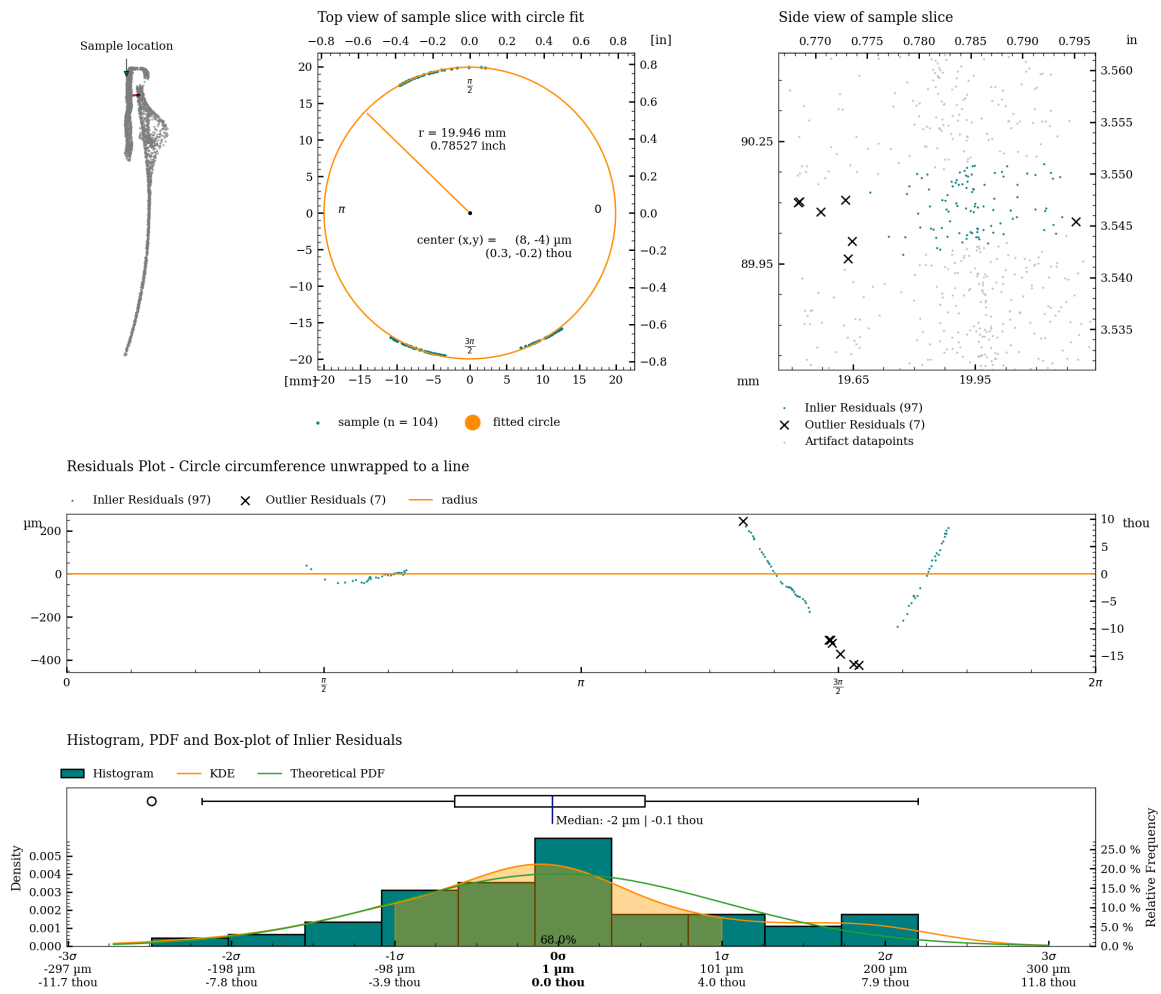 Sample location
Top view of sample slice with circle fit
−0.8 −0.6 −0.4 −0.2 0.0 0.2 0.4 0.6 0.8 [in]
20
15
10
5
0
−5
−10
−15
−20
0.8
0.6
0.4
0.2
0.0
−0.2
−0.4
−0.6
−0.8
π/2
r = 19.946 mm
0.78527 inch
π
0
center (x,y) = (8, -4) µm
(0.3, -0.2) thou
3π/2
[mm]
−20 −15 −10 −5 0 5 10 15 20
sample (n = 104) fitted circle
Side view of sample slice
0.770 0.775 0.780 0.785 0.790 0.795 in
90.25
89.95
3.560
3.555
3.550
3.545
3.540
3.535
mm 19.65 19.95
Inlier Residuals (97)
Outlier Residuals (7)
Artifact datapoints
Residuals Plot - Circle circumference unwrapped to a line
Inlier Residuals (97) Outlier Residuals (7) radius
µm
200
0
−200
−400
10
5
0
−5
−10
−15
thou
0 π/2 π 3π/2 2π
Histogram, PDF and Box-plot of Inlier Residuals
Histogram KDE Theoretical PDF
Median: -2 µm | -0.1 thou
Density
0.005
0.004
0.003
0.002
0.001
0.000
25.0 %
20.0 %
15.0 %
10.0 %
5.0 %
0.0 %
Relative Frequency
68.0%
-3σ -2σ -1σ 0σ 1σ 2σ 3σ
-297 µm -198 µm -98 µm 1 µm 101 µm 200 µm 300 µm
-11.7 thou -7.8 thou -3.9 thou 0.0 thou 4.0 thou 7.9 thou 11.8 thou